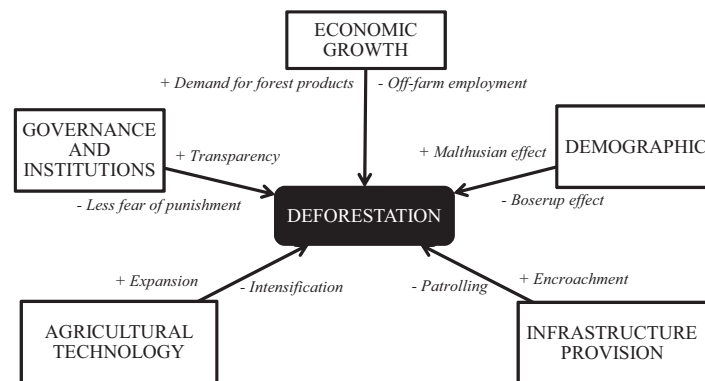 ECONOMIC
GROWTH
+ Demand for forest products
- Off-farm employment
GOVERNANCE
AND
INSTITUTIONS
+ Transparency
- Less fear of punishment
+ Malthusian effect
DEMOGRAPHIC
- Boserup effect
DEFORESTATION
+ Expansion
- Intensification
- Patrolling
+ Encroachment
AGRICULTURAL
TECHNOLOGY
INFRASTRUCTURE
PROVISION